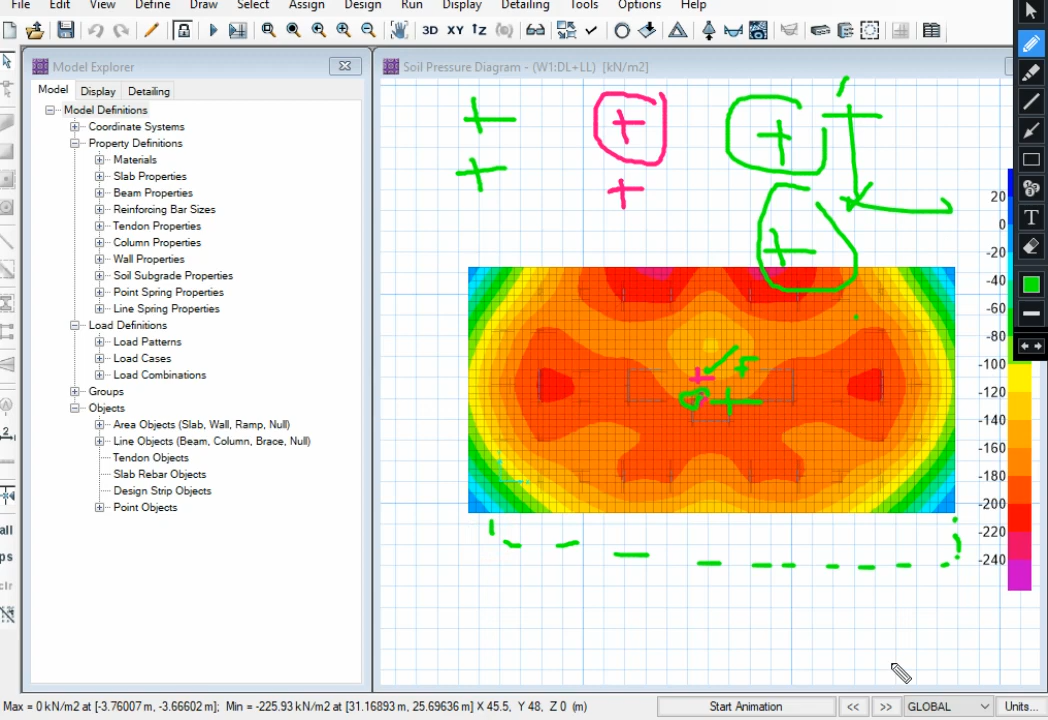 File Edit View Define Draw Select Assign Design Run Display Detailing Tools Options Help
3D XY
Model Explorer
Model Display Detailing
Model Definitions
Coordinate Systems
Property Definitions
Materials
Slab Properties
Beam Properties
Reinforcing Bar Sizes
Tendon Properties
Column Properties
Wall Properties
Soil Subgrade Properties
Point Spring Properties
Line Spring Properties
Load Definitions
Load Patterns
Load Cases
Load Combinations
Groups
Objects
Area Objects (Slab, Wall, Ramp, Null)
Line Objects (Beam, Column, Brace, Null)
Tendon Objects
Slab Rebar Objects
Design Strip Objects
Point Objects
Soil Pressure Diagram - (W1:DL+LL) [kN/m2]
20
0
-20
-40
-60
-80
-100
-120
-140
-160
-180
-200
-220
-240
T
all
Max = 0 kN/m2 at [-3.76007 m, -3.66602 m]; Min = -225.93 kN/m2 at [31.16893 m, 25.69636 m] X 45.5, Y 48, Z 0 (m) Start Animation << >> GLOBAL Units...